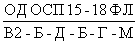 ОД ОСП 15 - 18 ФЛ
В2 - Б - Д - Б - Г - М